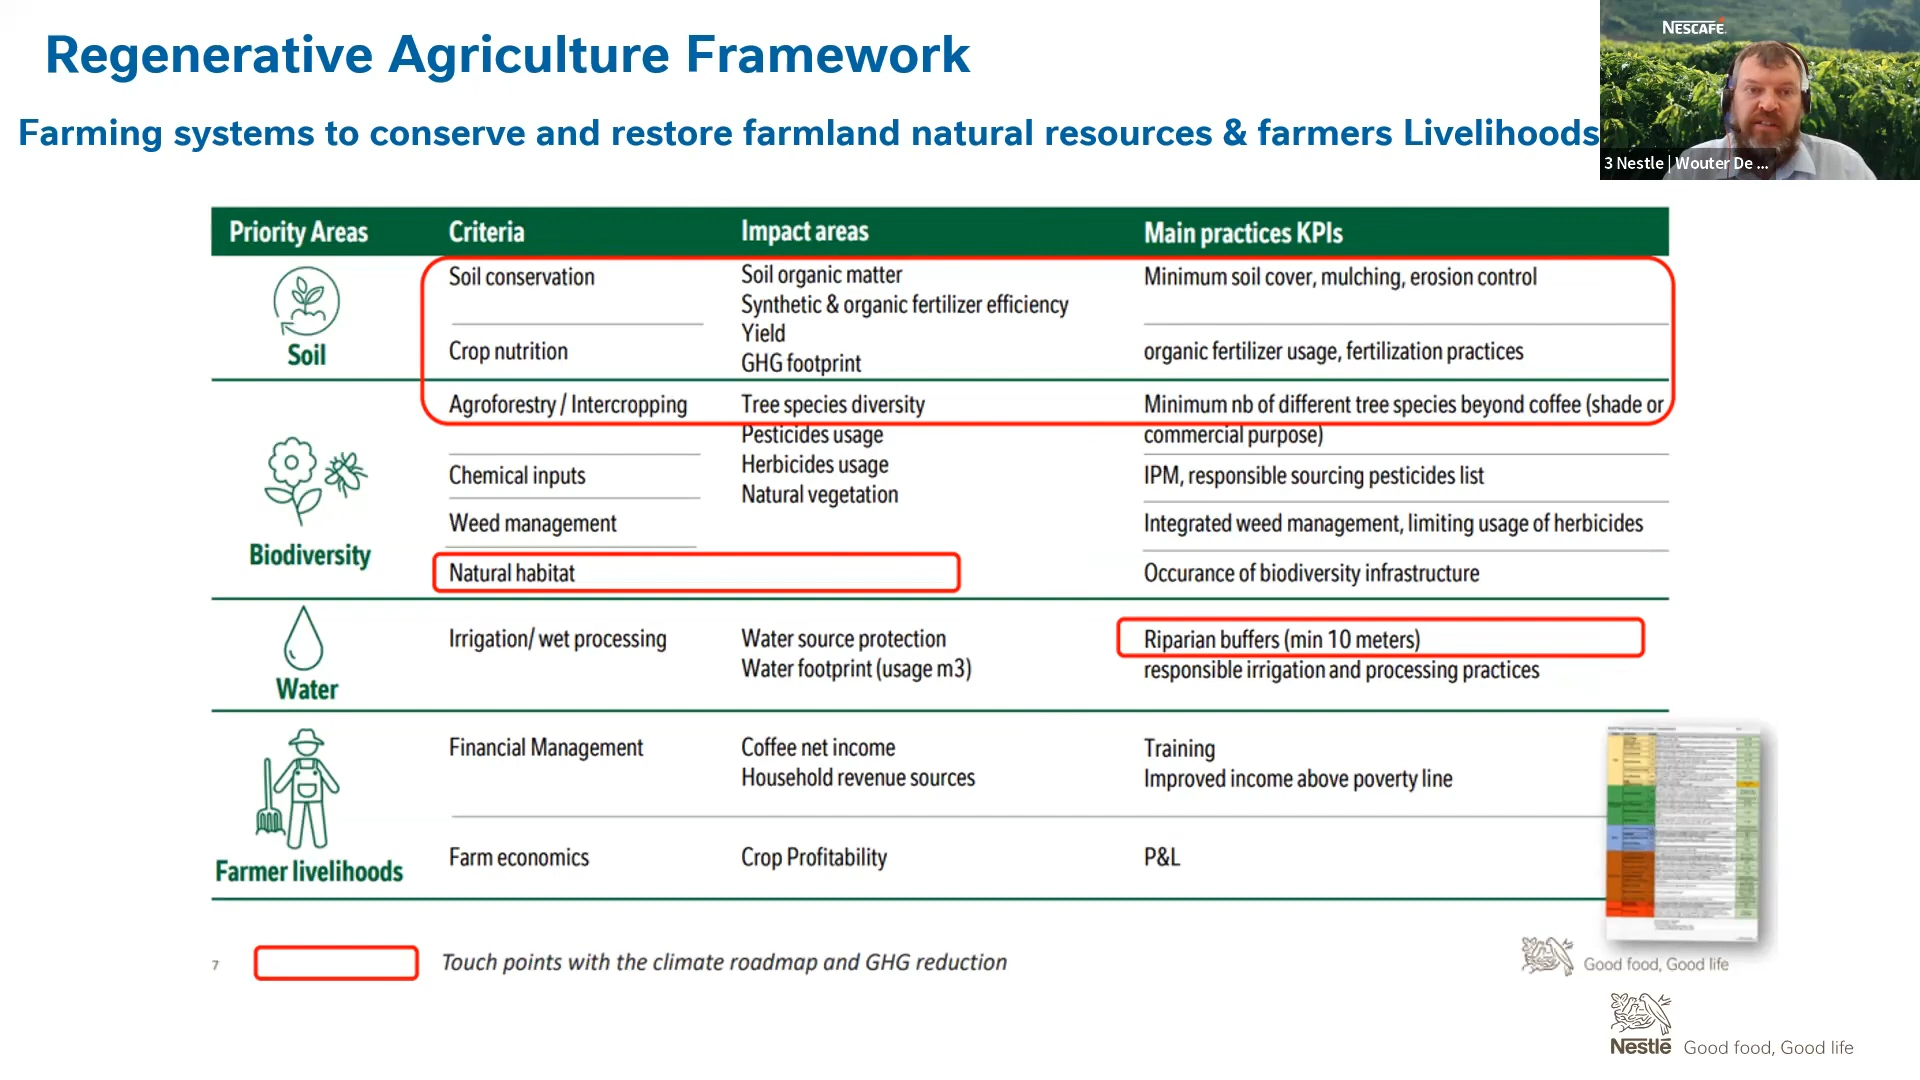 Regenerative Agriculture Framework
Farming systems to conserve and restore farmland natural resources & farmers Livelihoods
NESCAFÉ
3 Nestle | Wouter De ...
Priority Areas Criteria Impact areas Main practices KPIs
Soil
Soil conservation
Crop nutrition
Soil organic matter
Synthetic & organic fertilizer efficiency
Yield
GHG footprint
Minimum soil cover, mulching, erosion control
organic fertilizer usage, fertilization practices
Biodiversity
Agroforestry / Intercropping
Chemical inputs
Weed management
Natural habitat
Tree species diversity
Pesticides usage
Herbicides usage
Natural vegetation
Minimum nb of different tree species beyond coffee (shade or
commercial purpose)
IPM, responsible sourcing pesticides list
Integrated weed management, limiting usage of herbicides
Occurance of biodiversity infrastructure
Water
Irrigation/ wet processing
Water source protection
Water footprint (usage m3)
Riparian buffers (min 10 meters)
responsible irrigation and processing practices
Farmer livelihoods
Financial Management
Coffee net income
Household revenue sources
Training
Improved income above poverty line
Farm economics
Crop Profitability
P&L
7
Touch points with the climate roadmap and GHG reduction
Good food, Good life
Nestlé Good food, Good life